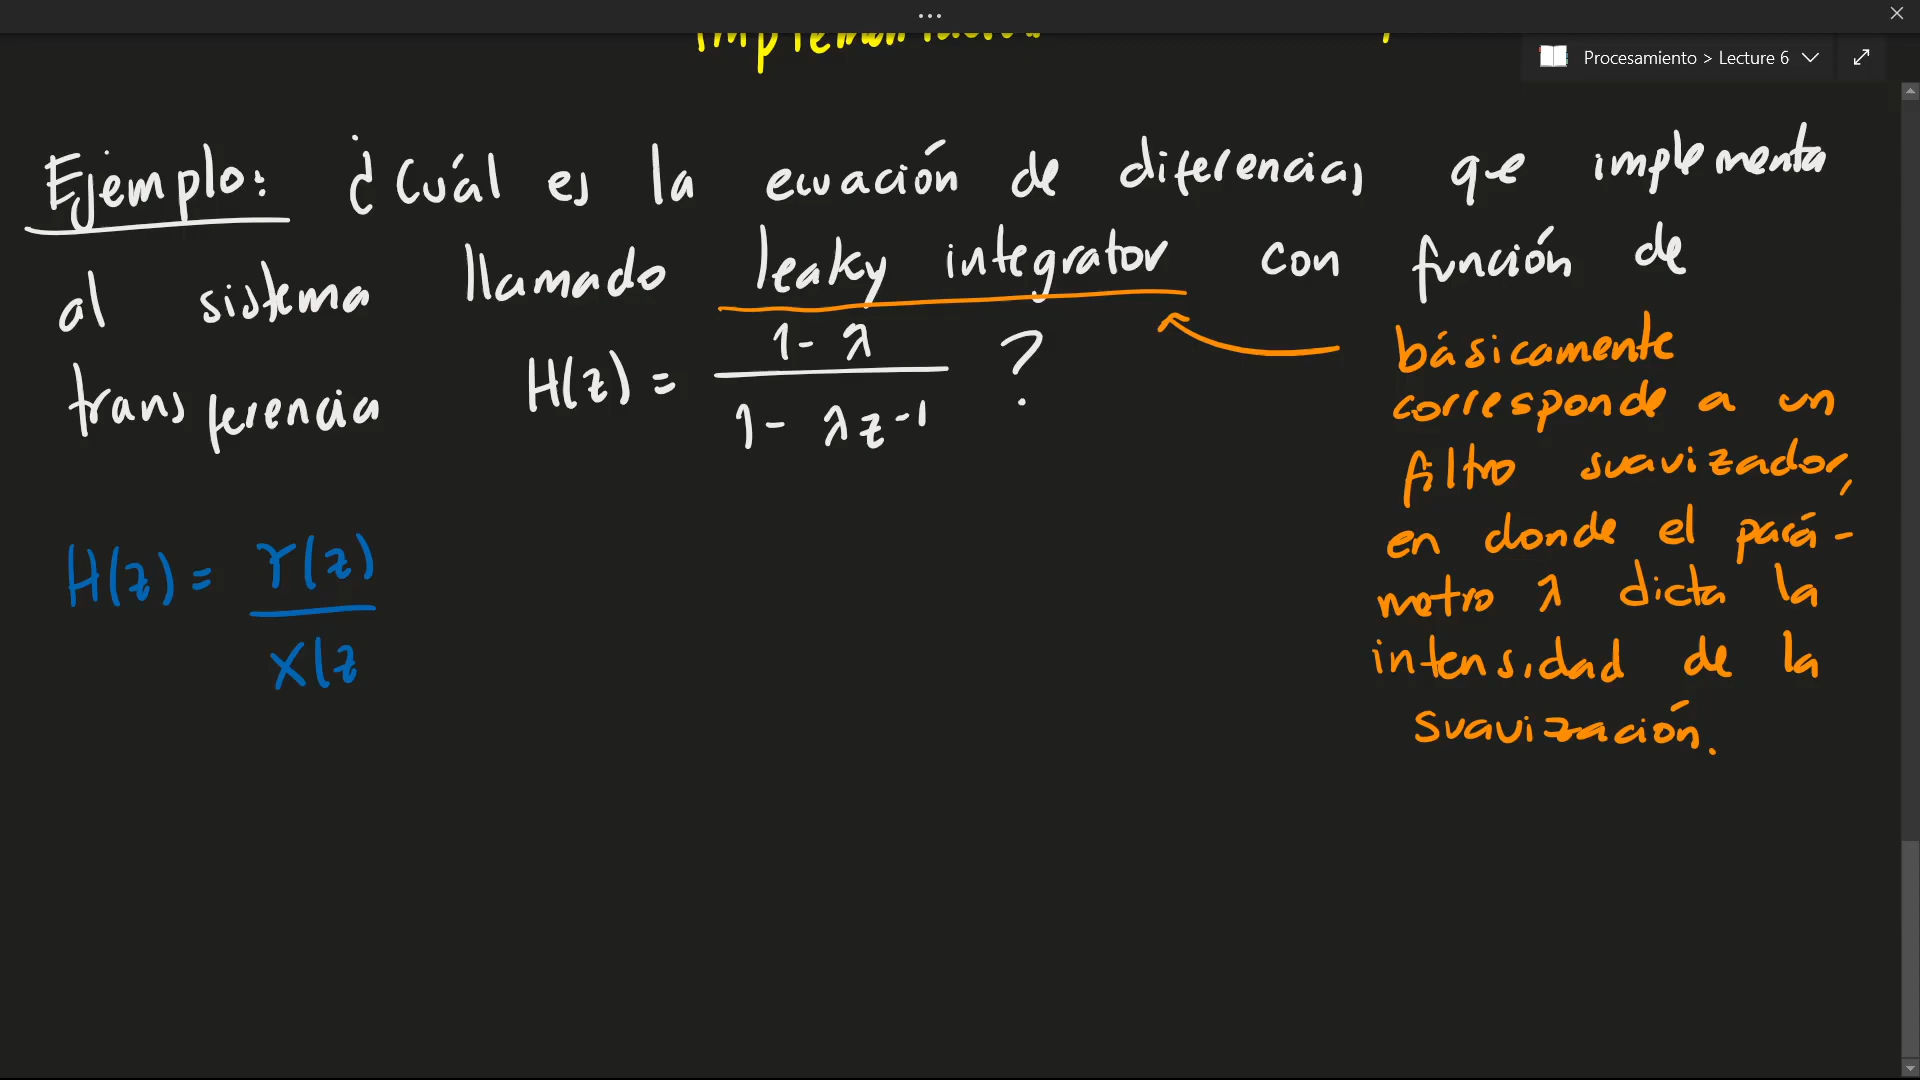 ...
Procesamiento > Lecture 6
Ejemplo: ¿Cuál es la ecuación de diferencias que implementa
al sistema llamado leaky integrator con función de
transferencia H(z) = (1 - λ) / (1 - λz⁻¹) ?
básicamente
corresponde a un
filtro suavizador,
en donde el pará-
metro λ dicta la
intensidad de la
suavización.
H(z) = Y(z) / X(z